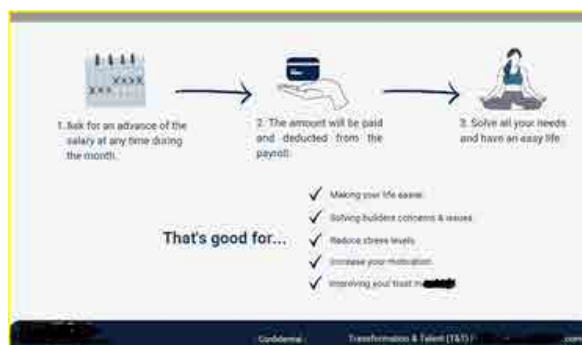 1. Ask for an advance of the
salary at any time during
the month.
2. The amount will be paid
and deducted from the
payroll.
3. Solve all your needs
and have an easy life.
That's good for...
Making your life easier.
Solving builders concerns & issues.
Reduce stress levels.
Increase your motivation.
Improving your trust in
Confidential -
Transformation & Talent (T&T)
.com